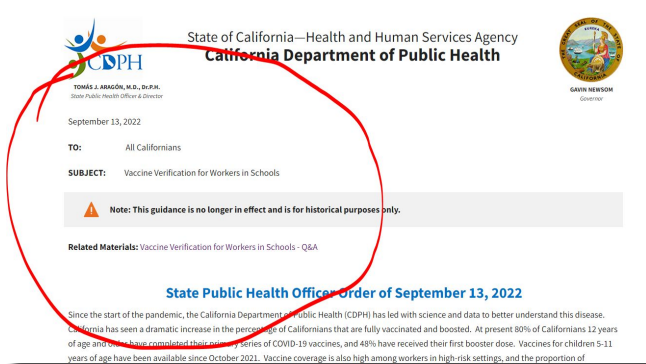 State of California—Health and Human Services Agency
CDPH
California Department of Public Health
TOMÁS J. ARAGÓN, M.D., Dr.P.H.
State Public Health Officer & Director
GAVIN NEWSOM
Governor
September 13, 2022
TO: All Californians
SUBJECT: Vaccine Verification for Workers in Schools
Note: This guidance is no longer in effect and is for historical purposes only.
Related Materials: Vaccine Verification for Workers in Schools - Q&A
State Public Health Officer Order of September 13, 2022
Since the start of the pandemic, the California Department of Public Health (CDPH) has led with science and data to better understand this disease.
California has seen a dramatic increase in the percentage of Californians that are fully vaccinated and boosted. At present 80% of Californians 12 years
of age and older have completed their primary series of COVID-19 vaccines, and 48% have received their first booster dose. Vaccines for children 5-11
years of age have been available since October 2021. Vaccine coverage is also high among workers in high-risk settings, and the proportion of